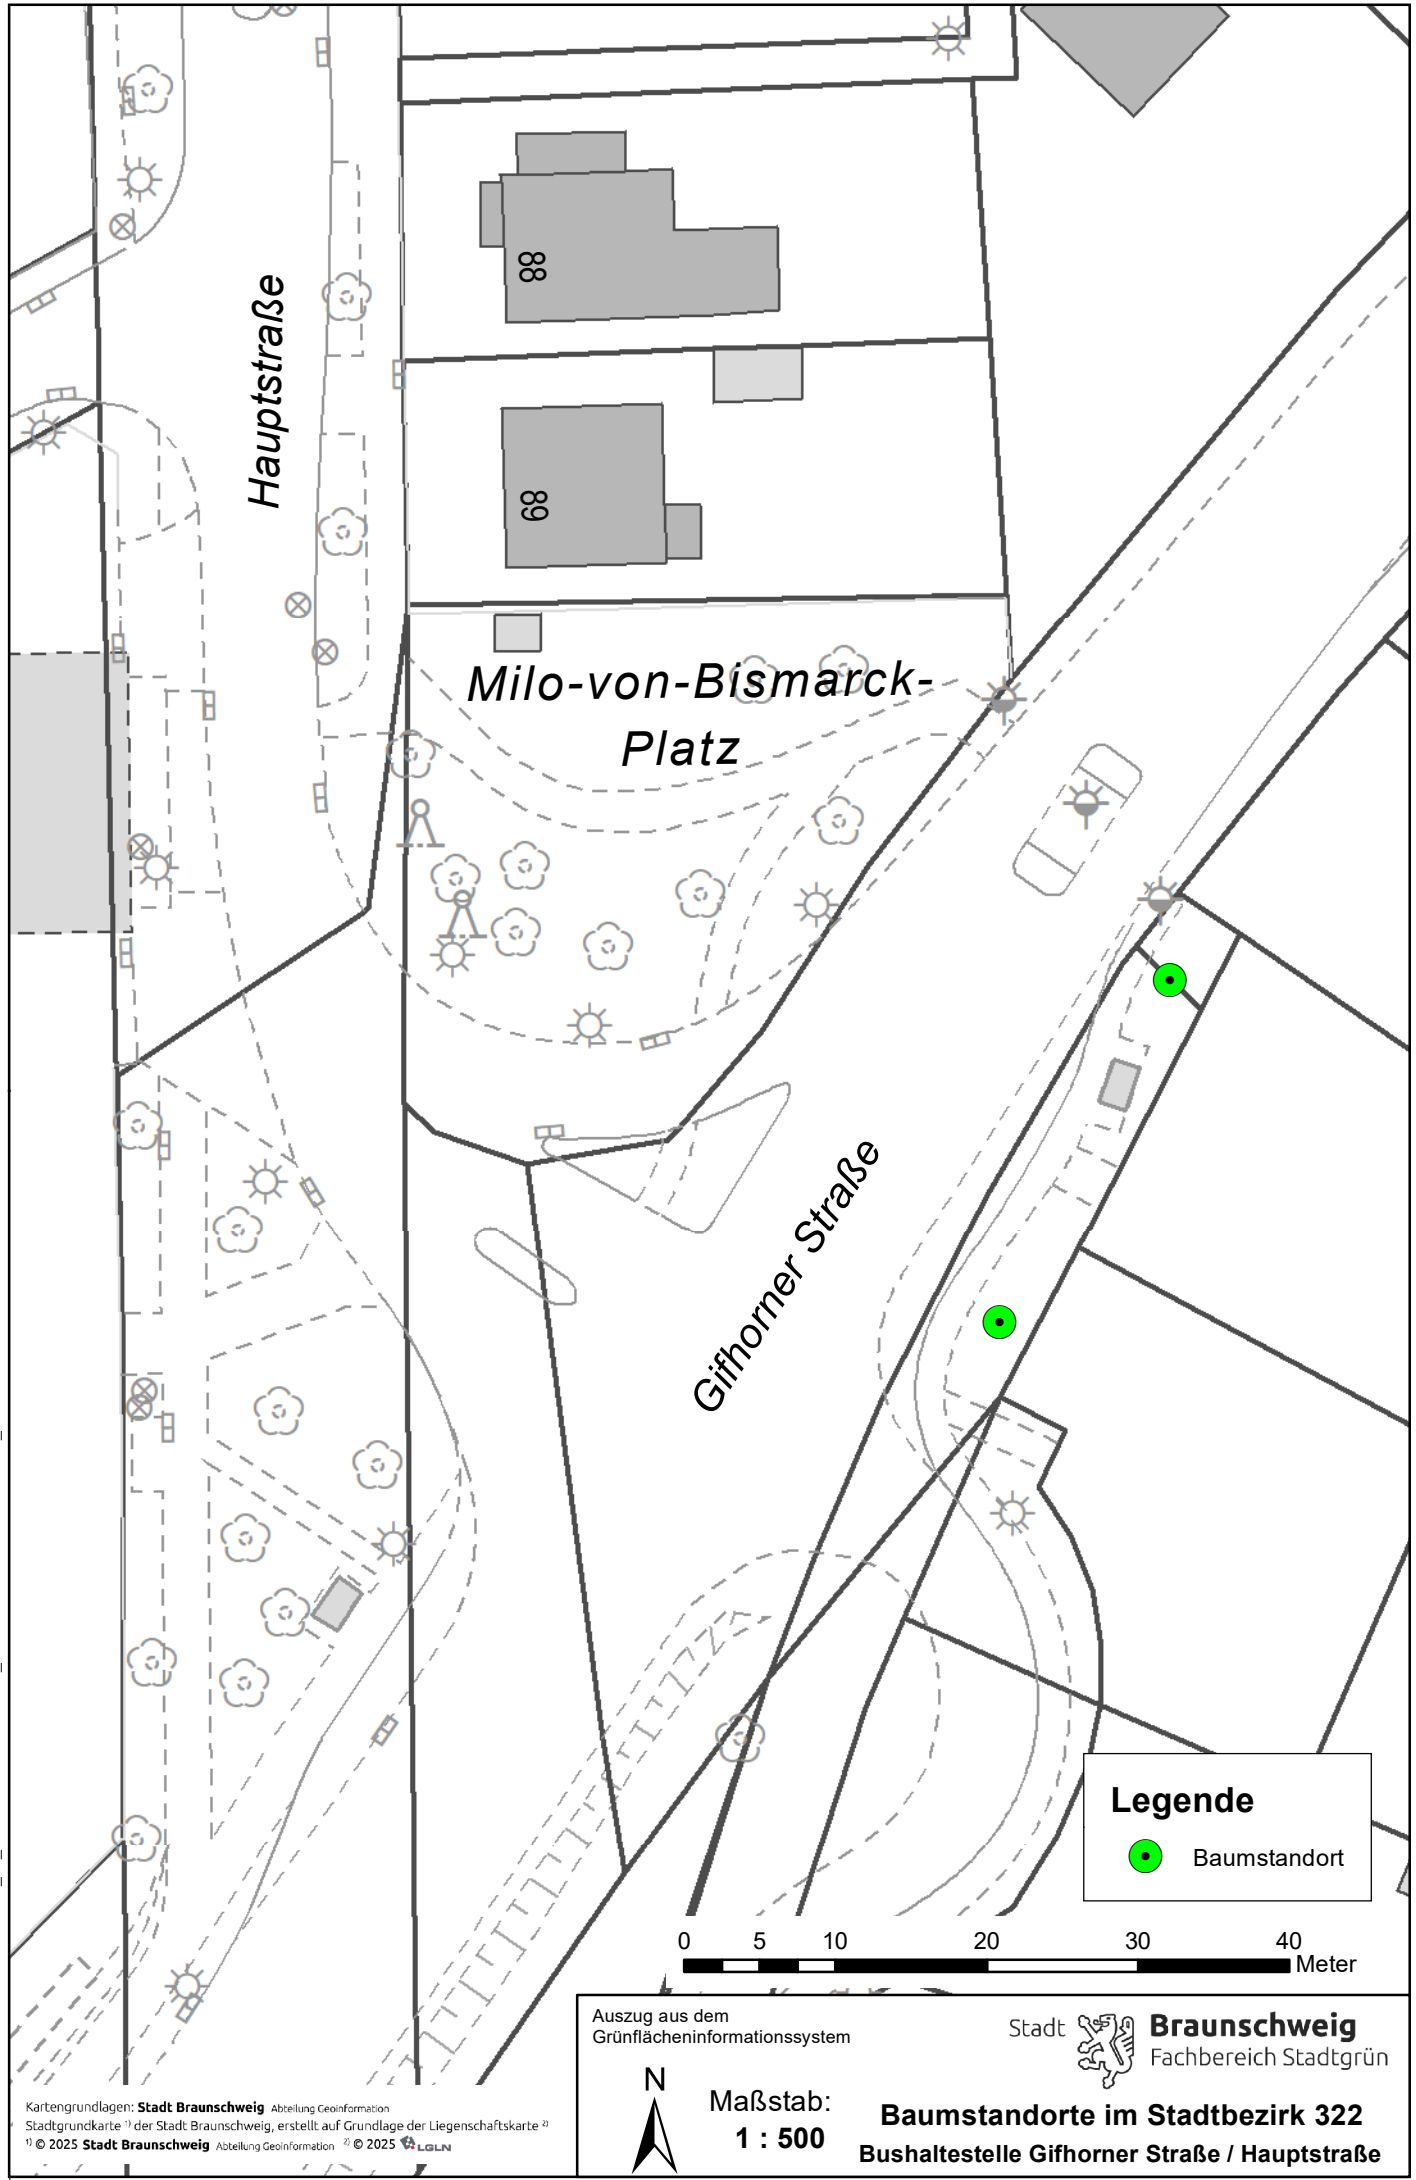 88
Hauptstraße
89
Milo-von-Bismarck-
Platz
Gifhorner Straße
Legende
Baumstandort
0 5 10 20 30 40
Meter
Auszug aus dem
Grünflächeninformationssystem
Stadt Braunschweig
Fachbereich Stadtgrün
N
Maßstab:
1 : 500
Baumstandorte im Stadtbezirk 322
Bushaltestelle Gifhorner Straße / Hauptstraße
Kartengrundlagen: Stadt Braunschweig Abteilung Geoinformation
Stadtgrundkarte ¹⁾ der Stadt Braunschweig, erstellt auf Grundlage der Liegenschaftskarte ²⁾
¹⁾ © 2025 Stadt Braunschweig Abteilung Geoinformation ²⁾ © 2025 LGLN